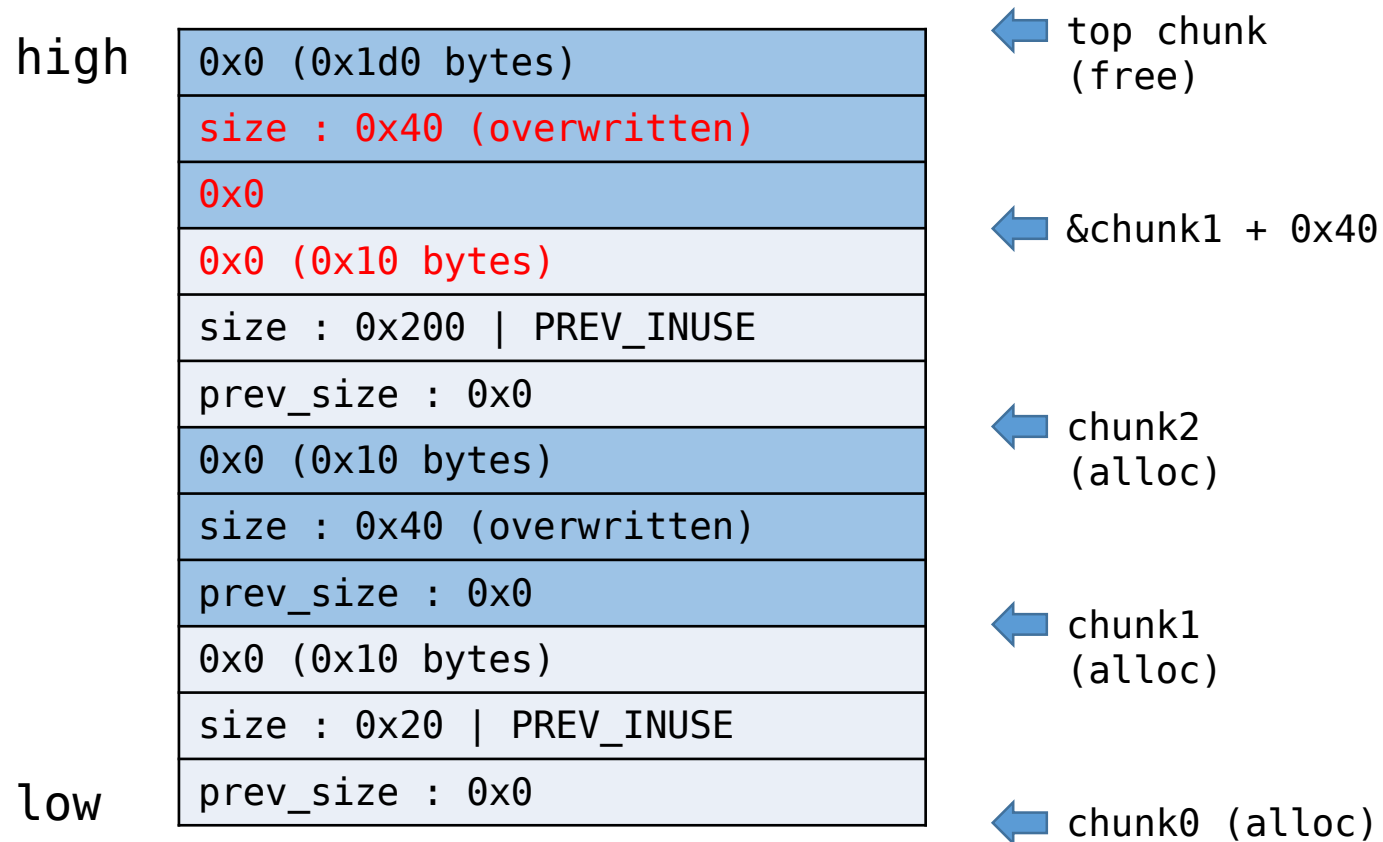 high
0x0 (0x1d0 bytes)
size : 0x40 (overwritten)
0x0
0x0 (0x10 bytes)
size : 0x200 | PREV_INUSE
prev_size : 0x0
0x0 (0x10 bytes)
size : 0x40 (overwritten)
prev_size : 0x0
0x0 (0x10 bytes)
size : 0x20 | PREV_INUSE
prev_size : 0x0
low
top chunk
(free)
&chunk1 + 0x40
chunk2
(alloc)
chunk1
(alloc)
chunk0 (alloc)